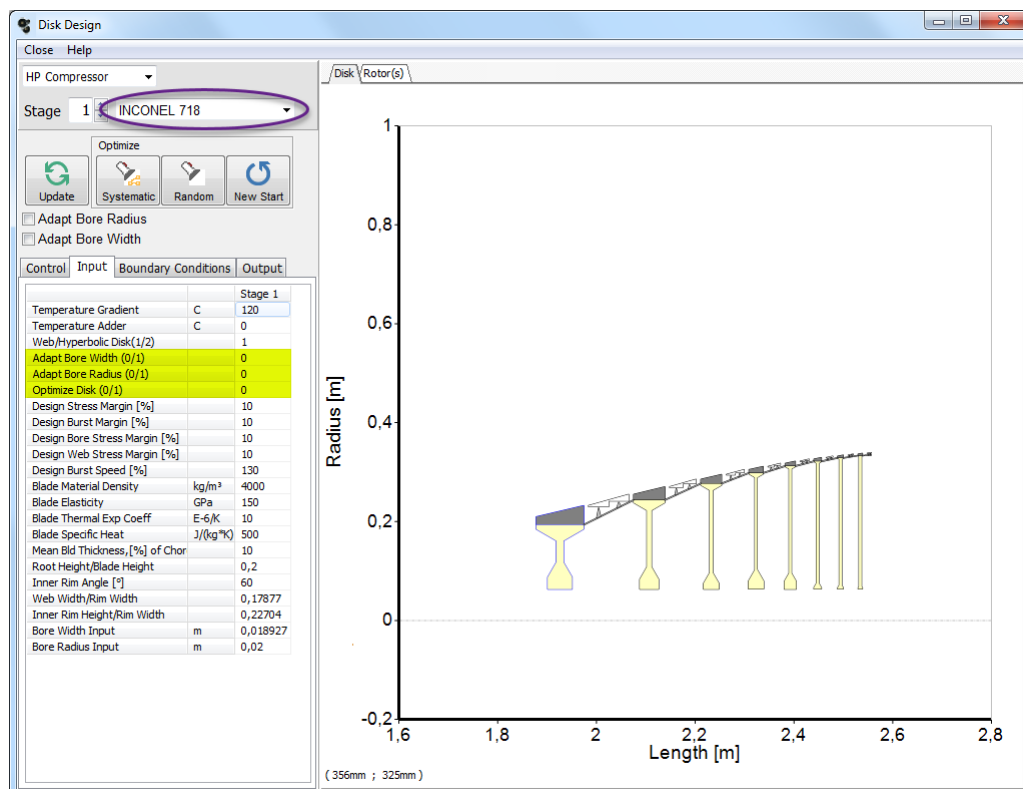 Disk Design
Close Help
HP Compressor
Stage 1 INCONEL 718
Optimize
Update Systematic Random New Start
Adapt Bore Radius
Adapt Bore Width
Control Input Boundary Conditions Output
Stage 1
Temperature Gradient C 120
Temperature Adder C 0
Web/Hyperbolic Disk(1/2) 1
Adapt Bore Width (0/1) 0
Adapt Bore Radius (0/1) 0
Optimize Disk (0/1) 0
Design Stress Margin [%] 10
Design Burst Margin [%] 10
Design Bore Stress Margin [%] 10
Design Web Stress Margin [%] 10
Design Burst Speed [%] 130
Blade Material Density kg/m³ 4000
Blade Elasticity GPa 150
Blade Thermal Exp Coeff E-6/K 10
Blade Specific Heat J/(kg*K) 500
Mean Bld Thickness,[%] of Chor 10
Root Height/Blade Height 0,2
Inner Rim Angle [°] 60
Web Width/Rim Width 0,17877
Inner Rim Height/Rim Width 0,22704
Bore Width Input m 0,018927
Bore Radius Input m 0,02
Disk Rotor(s)
1
0,8
0,6
0,4
0,2
0
-0,2
Radius [m]
1,6 1,8 2 2,2 2,4 2,6 2,8
Length [m]
(356mm ; 325mm)